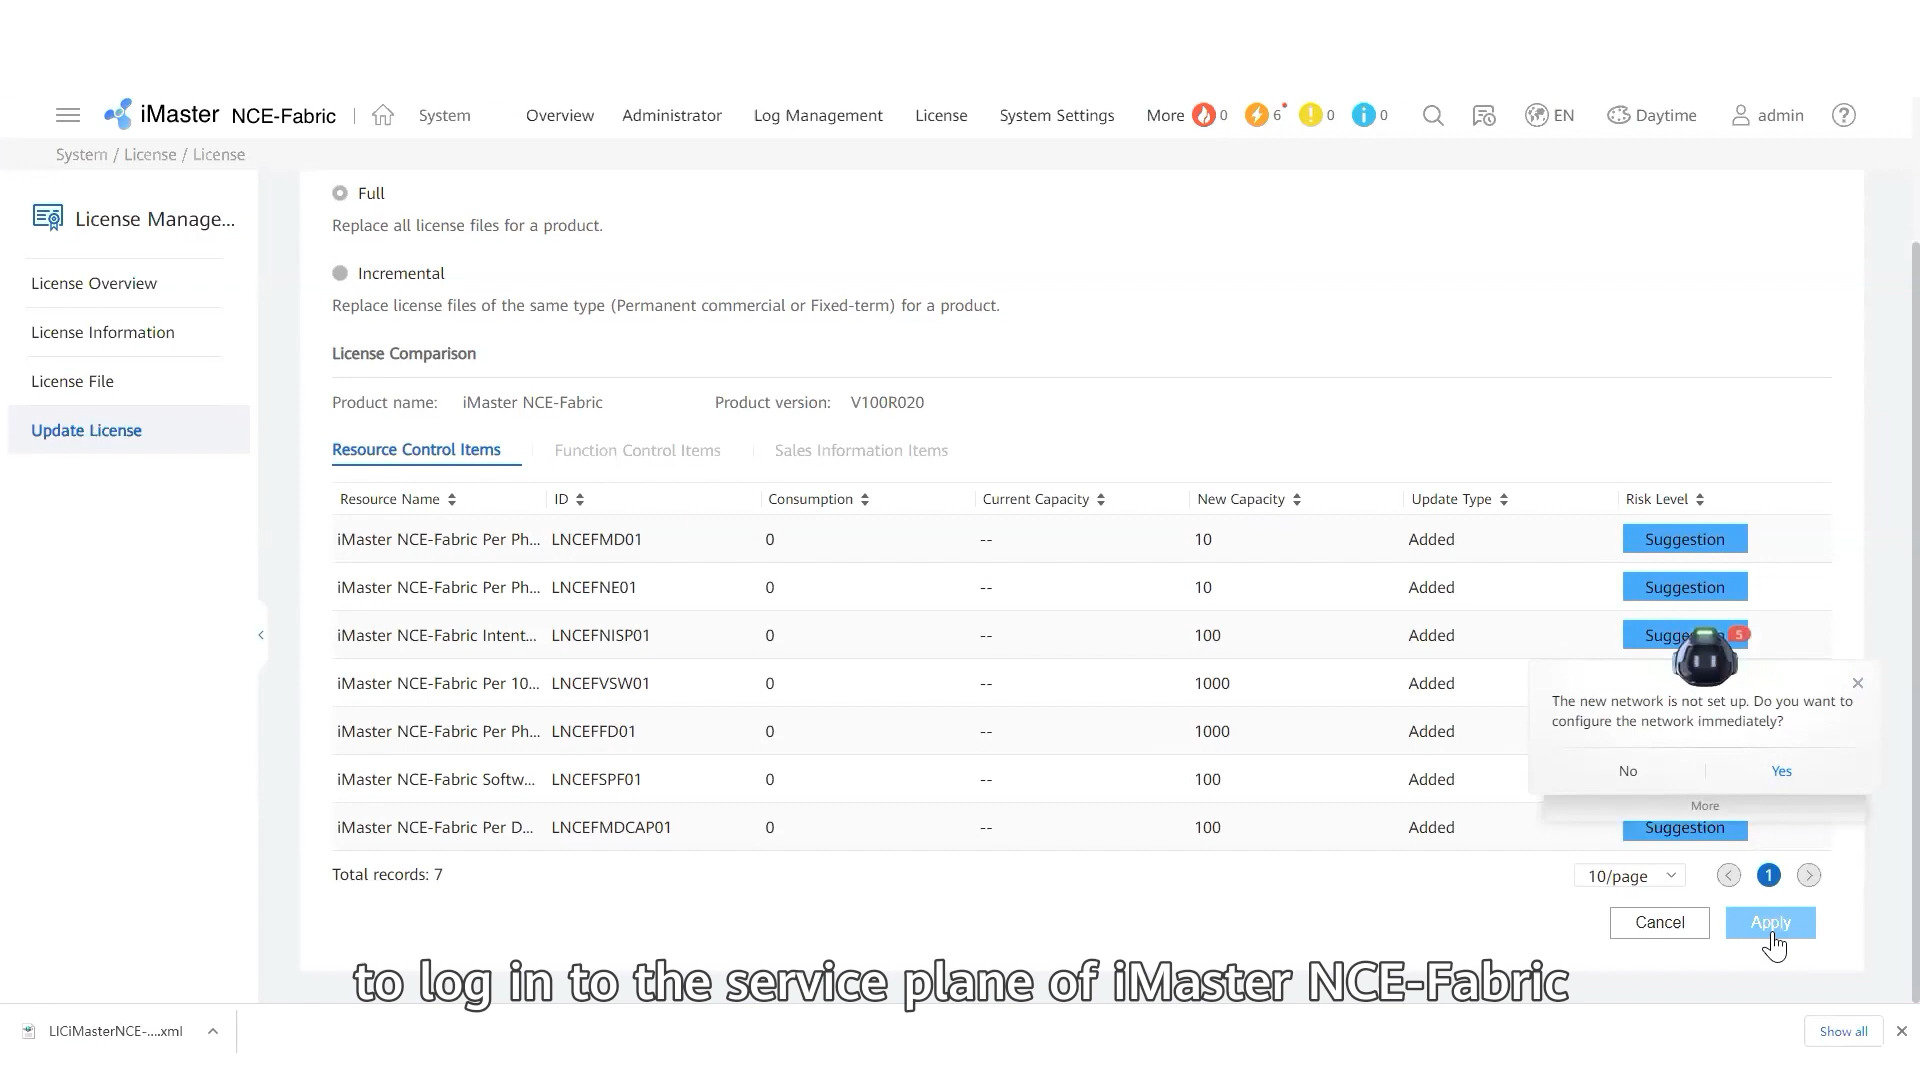 iMaster NCE-Fabric System Overview Administrator Log Management License System Settings More 0 6 0 0 EN Daytime admin
System / License / License
License Manage...
License Overview
License Information
License File
Update License
Full
Replace all license files for a product.
Incremental
Replace license files of the same type (Permanent commercial or Fixed-term) for a product.
License Comparison
Product name: iMaster NCE-Fabric Product version: V100R020
Resource Control Items Function Control Items Sales Information Items
Resource Name ID Consumption Current Capacity New Capacity Update Type Risk Level
iMaster NCE-Fabric Per Ph... LNCEFMD01 0 -- 10 Added Suggestion
iMaster NCE-Fabric Per Ph... LNCEFNE01 0 -- 10 Added Suggestion
iMaster NCE-Fabric Intent... LNCEFNISP01 0 -- 100 Added
iMaster NCE-Fabric Per 10... LNCEFVSW01 0 -- 1000 Added
iMaster NCE-Fabric Per Ph... LNCEFFD01 0 -- 1000 Added
iMaster NCE-Fabric Softw... LNCEFSPF01 0 -- 100 Added
iMaster NCE-Fabric Per D... LNCEFMDCAP01 0 -- 100 Added Suggestion
5
The new network is not set up. Do you want to
configure the network immediately?
No Yes
More
Total records: 7
10/page 1
Cancel Apply
to log in to the service plane of iMaster NCE-Fabric
LICiMasterNCE-....xml Show all